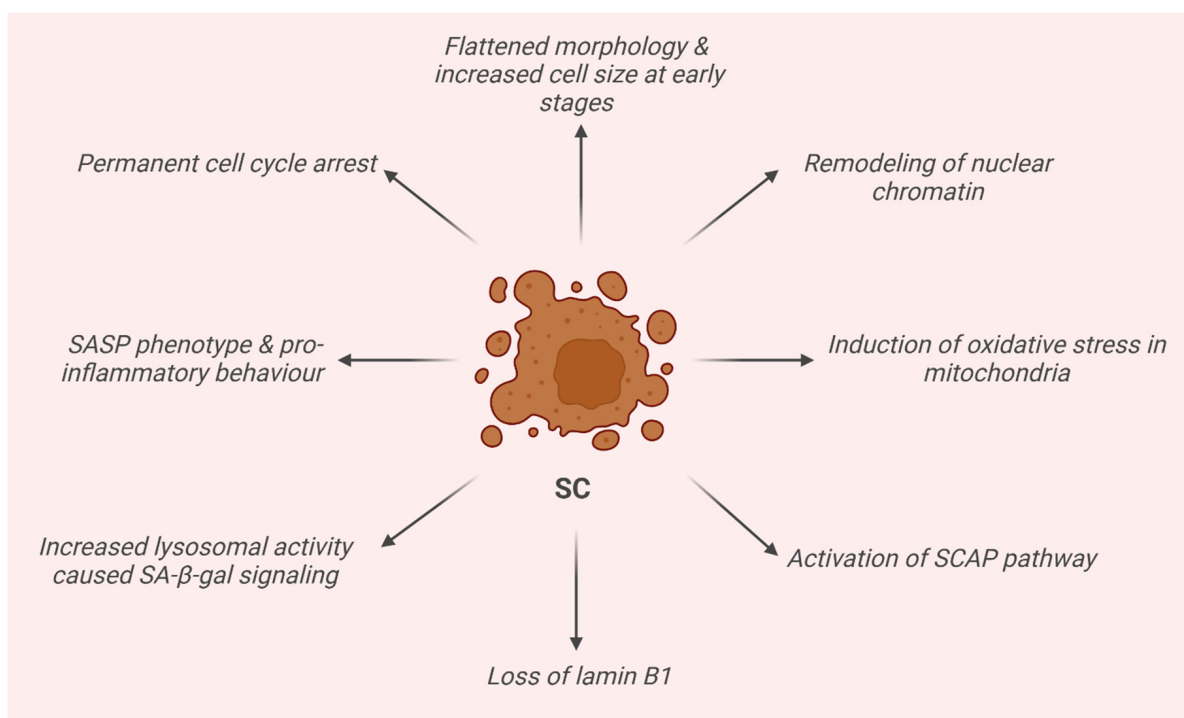 Flattened morphology &
increased cell size at early
stages
Permanent cell cycle arrest
Remodeling of nuclear
chromatin
SASP phenotype & pro-
inflammatory behaviour
Induction of oxidative stress in
mitochondria
SC
Increased lysosomal activity
caused SA-β-gal signaling
Activation of SCAP pathway
Loss of lamin B1